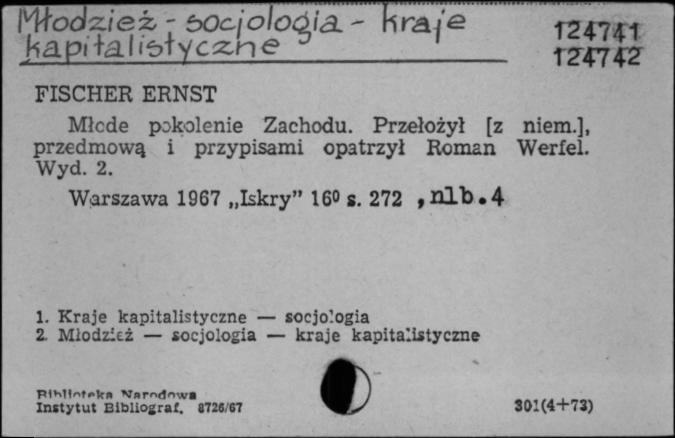 Młodzież - socjologia - kraje
kapitalistyczne
124741
124742
FISCHER ERNST
Młode pokolenie Zachodu. Przełożył [z niem.],
przedmową i przypisami opatrzył Roman Werfel.
Wyd. 2.
Warszawa 1967 „Iskry” 16⁰ s. 272 , nlb.4
1. Kraje kapitalistyczne — socjologia
2. Młodzież — socjologia — kraje kapitalistyczne
Biblioteka Narodowa
Instytut Bibliograf. 8726/67
301(4+73)